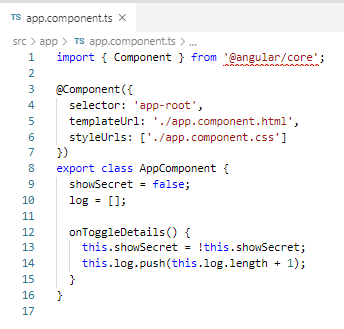 TS app.component.ts ×
src > app > TS app.component.ts > ...
1 import { Component } from '@angular/core';
2
3 @Component({
4   selector: 'app-root',
5   templateUrl: './app.component.html',
6   styleUrls: ['./app.component.css']
7 })
8 export class AppComponent {
9   showSecret = false;
10   log = [];
11
12   onToggleDetails() {
13     this.showSecret = !this.showSecret;
14     this.log.push(this.log.length + 1);
15   }
16 }
17